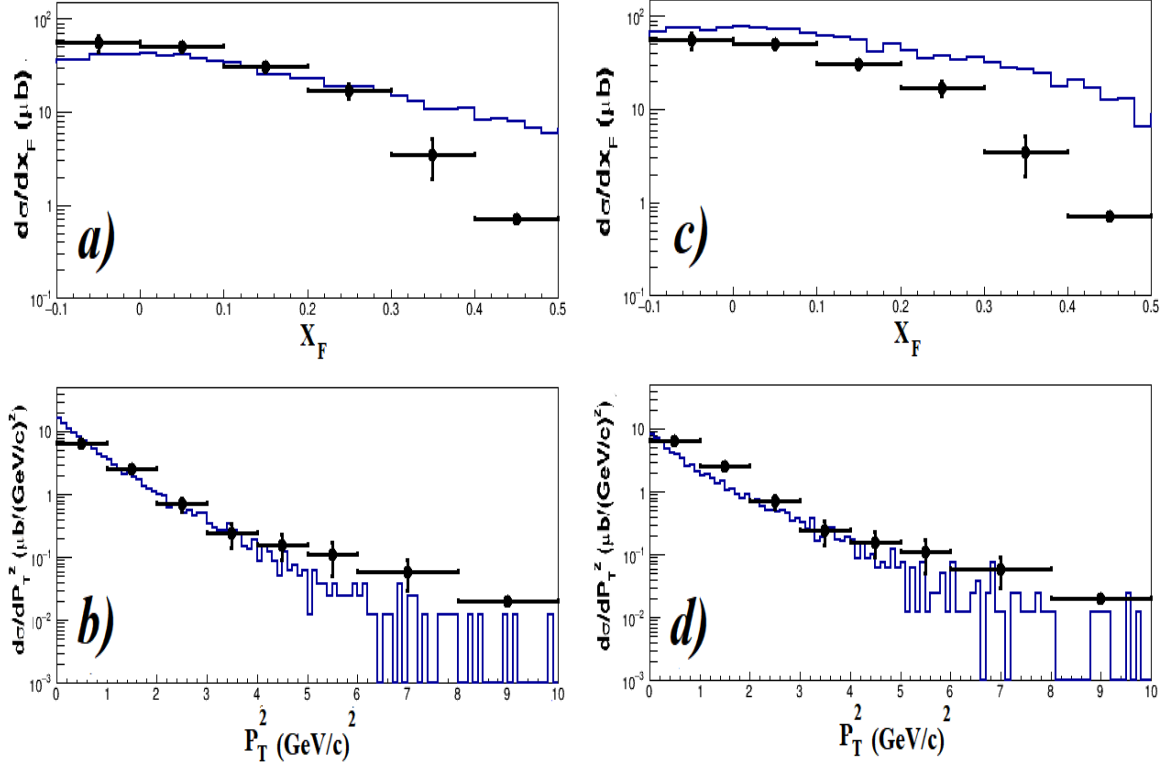 dσ/dx_F (μb)
10²
10
1
10⁻¹
a)
-0.1 0 0.1 0.2 0.3 0.4 0.5
X_F
dσ/dx_F (μb)
10²
10
1
10⁻¹
c)
-0.1 0 0.1 0.2 0.3 0.4 0.5
X_F
dσ/dP_T² (μb/(GeV/c)²)
10
1
10⁻¹
10⁻²
10⁻³
b)
0 1 2 3 4 5 6 7 8 9 10
P_T² (GeV/c)²
dσ/dP_T² (μb/(GeV/c)²)
10
1
10⁻¹
10⁻²
10⁻³
d)
0 1 2 3 4 5 6 7 8 9 10
P_T² (GeV/c)²